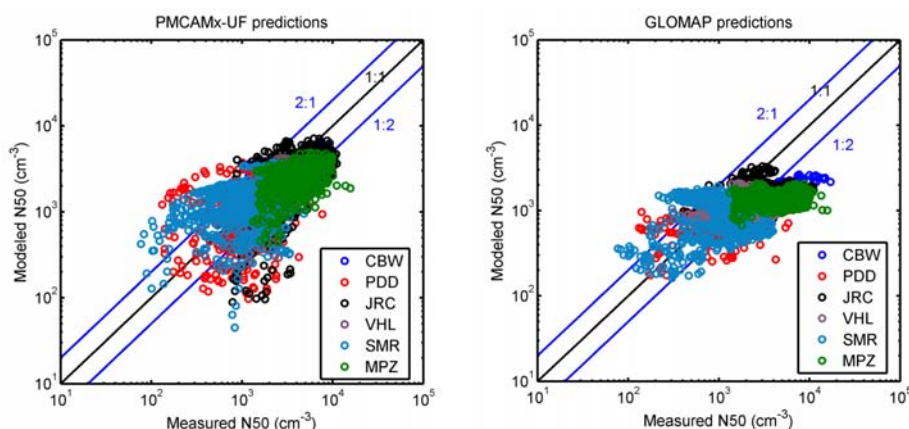 PMCAMx-UF predictions
10^5
10^4
10^3
10^2
10^1
Modeled N50 (cm^-3)
2:1
1:1
1:2
CBW
PDD
JRC
VHL
SMR
MPZ
10^1 10^2 10^3 10^4 10^5
Measured N50 (cm^-3)
GLOMAP predictions
10^5
10^4
10^3
10^2
10^1
Modeled N50 (cm^-3)
2:1
1:1
1:2
CBW
PDD
JRC
VHL
SMR
MPZ
10^1 10^2 10^3 10^4 10^5
Measured N50 (cm^-3)